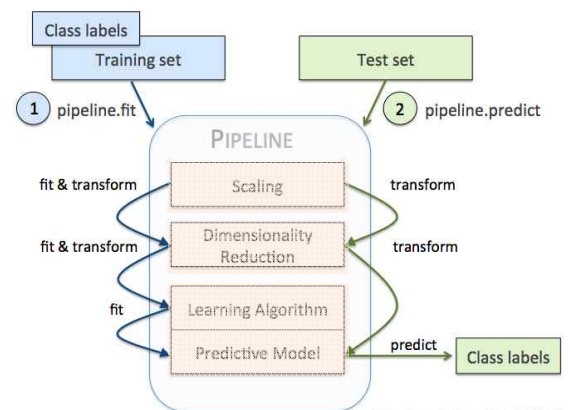 Class labels
Training set
Test set
1 pipeline.fit
2 pipeline.predict
PIPELINE
fit & transform
Scaling
transform
fit & transform
Dimensionality
Reduction
transform
fit
Learning Algorithm
Predictive Model
predict
Class labels